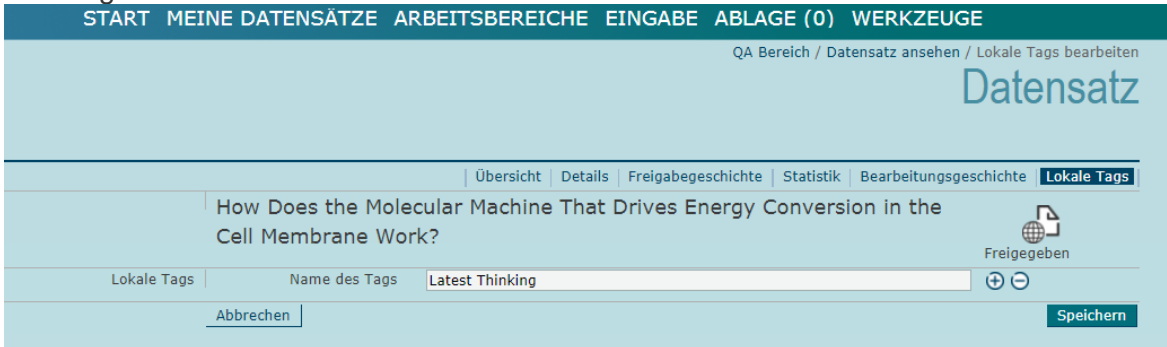 START MEINE DATENSÄTZE ARBEITSBEREICHE EINGABE ABLAGE (0) WERKZEUGE
QA Bereich / Datensatz ansehen / Lokale Tags bearbeiten
Datensatz
Übersicht | Details | Freigabegeschichte | Statistik | Bearbeitungsgeschichte | Lokale Tags
How Does the Molecular Machine That Drives Energy Conversion in the
Cell Membrane Work?
Freigegeben
Lokale Tags Name des Tags Latest Thinking
Abbrechen Speichern